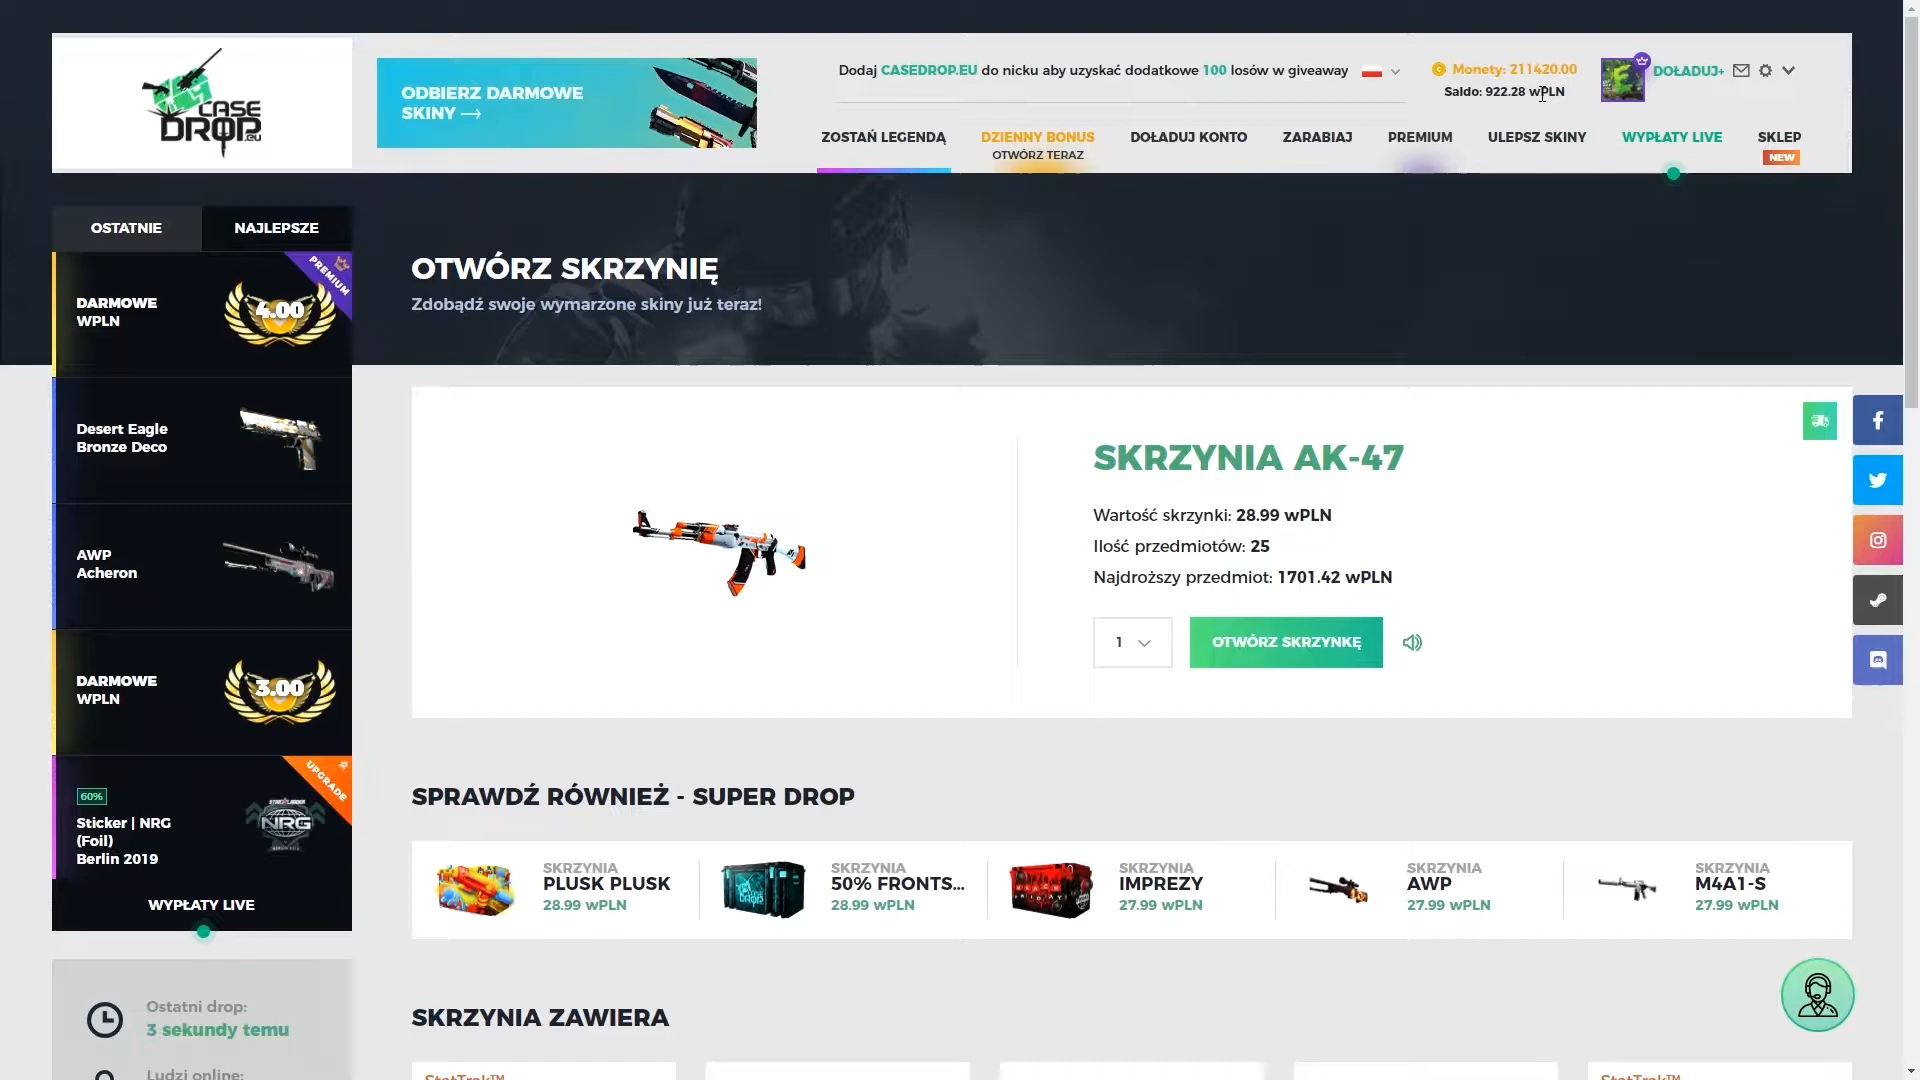 CASE
DROP.EU
ODBIERZ DARMOWE
SKINY
Dodaj CASEDROP.EU do nicku aby uzyskać dodatkowe 100 losów w giveaway
Monety: 211420.00
Saldo: 922.28 wPLN
DOŁADUJ+
ZOSTAŃ LEGENDĄ
DZIENNY BONUS
OTWÓRZ TERAZ
DOŁADUJ KONTO
ZARABIAJ
PREMIUM
ULEPSZ SKINY
WYPŁATY LIVE
SKLEP
NEW
OSTATNIE
NAJLEPSZE
DARMOWE
WPLN
4.00
PREMIUM
Desert Eagle
Bronze Deco
AWP
Acheron
DARMOWE
WPLN
3.00
60%
Sticker | NRG
(Foil)
Berlin 2019
NRG
UPGRADE
WYPŁATY LIVE
Ostatni drop:
3 sekundy temu
Ludzi online:
OTWÓRZ SKRZYNIĘ
Zdobądź swoje wymarzone skiny już teraz!
SKRZYNIA AK-47
Wartość skrzynki: 28.99 wPLN
Ilość przedmiotów: 25
Najdroższy przedmiot: 1701.42 wPLN
1
OTWÓRZ SKRZYNKĘ
SPRAWDŹ RÓWNIEŻ - SUPER DROP
SKRZYNIA
PLUSK PLUSK
28.99 wPLN
SKRZYNIA
50% FRONTS...
28.99 wPLN
SKRZYNIA
IMPREZY
27.99 wPLN
SKRZYNIA
AWP
27.99 wPLN
SKRZYNIA
M4A1-S
27.99 wPLN
SKRZYNIA ZAWIERA
StatTrak™
StatTrak™